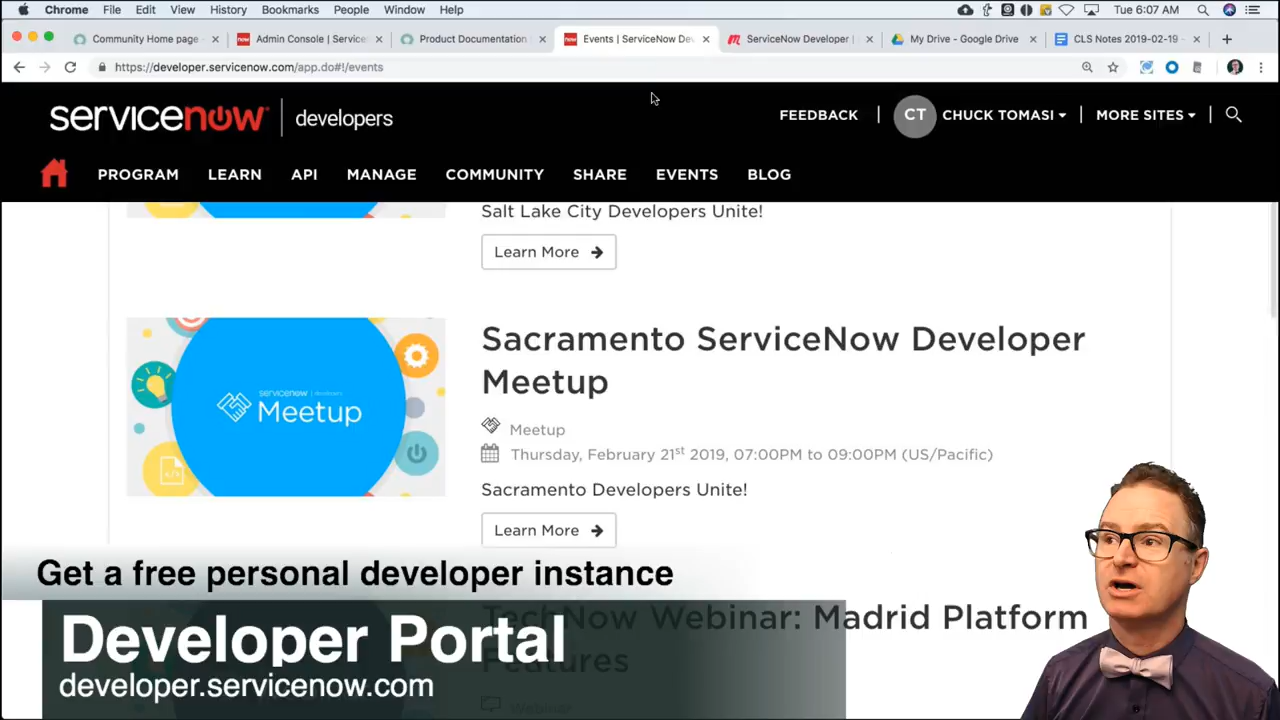 Chrome File Edit View History Bookmarks People Window Help Tue 6:07 AM
Community Home page - Admin Console | Service Product Documentation Events | ServiceNow Dev ServiceNow Developer | My Drive - Google Drive CLS Notes 2019-02-19 -
https://developer.servicenow.com/app.do#!/events
servicenow developers FEEDBACK CT CHUCK TOMASI MORE SITES
PROGRAM LEARN API MANAGE COMMUNITY SHARE EVENTS BLOG
Salt Lake City Developers Unite!
Learn More
Sacramento ServiceNow Developer
Meetup
servicenow | developers
Meetup
Meetup
Thursday, February 21st 2019, 07:00PM to 09:00PM (US/Pacific)
Sacramento Developers Unite!
Learn More
Get a free personal developer instance
TechNow Webinar: Madrid Platform
Features
Webinar
Developer Portal
developer.servicenow.com